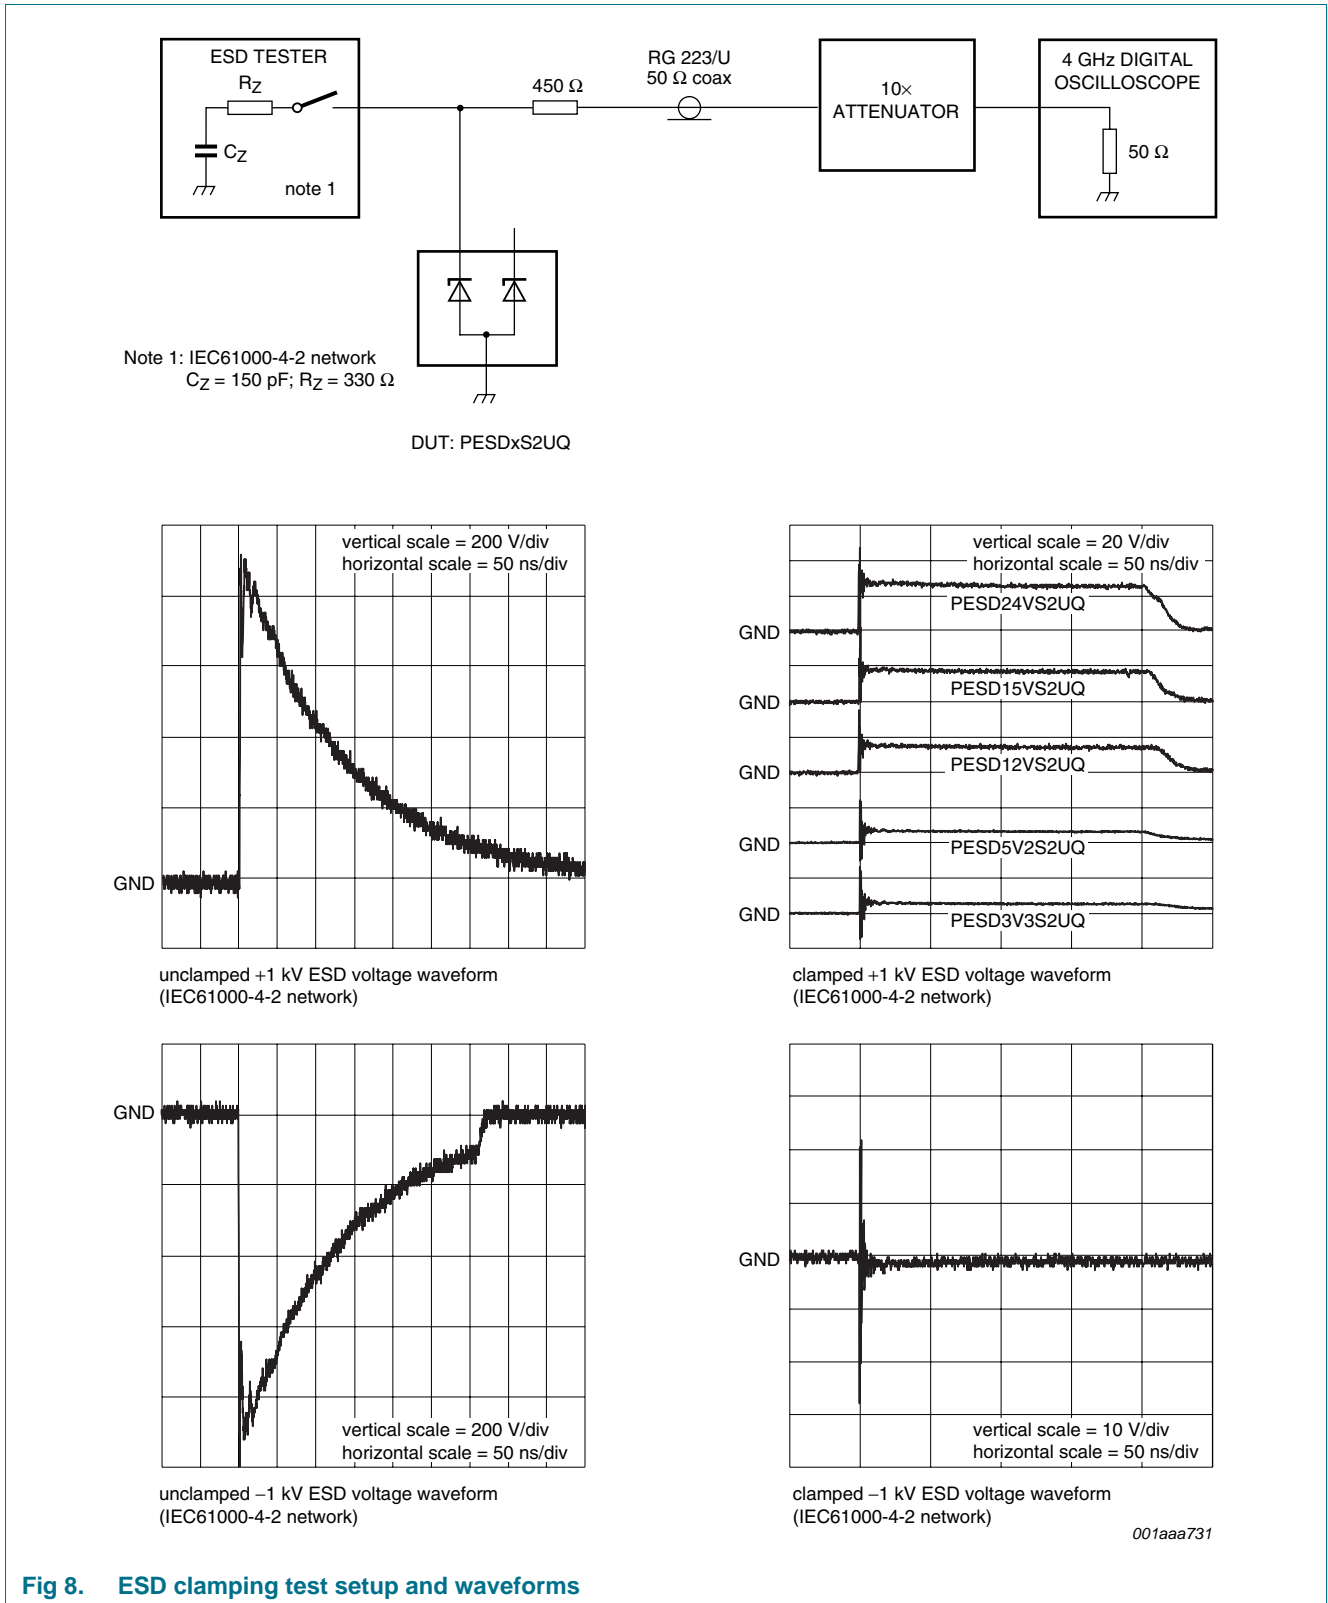 ESD TESTER
RZ
CZ
note 1
450 Ω
RG 223/U
50 Ω coax
10×
ATTENUATOR
4 GHz DIGITAL
OSCILLOSCOPE
50 Ω
Note 1: IEC61000-4-2 network
CZ = 150 pF; RZ = 330 Ω
DUT: PESDxS2UQ
vertical scale = 200 V/div
horizontal scale = 50 ns/div
GND
unclamped +1 kV ESD voltage waveform
(IEC61000-4-2 network)
vertical scale = 20 V/div
horizontal scale = 50 ns/div
PESD24VS2UQ
GND
PESD15VS2UQ
GND
PESD12VS2UQ
GND
PESD5V2S2UQ
GND
PESD3V3S2UQ
GND
clamped +1 kV ESD voltage waveform
(IEC61000-4-2 network)
GND
vertical scale = 200 V/div
horizontal scale = 50 ns/div
unclamped −1 kV ESD voltage waveform
(IEC61000-4-2 network)
GND
vertical scale = 10 V/div
horizontal scale = 50 ns/div
clamped −1 kV ESD voltage waveform
(IEC61000-4-2 network)
001aaa731
Fig 8. ESD clamping test setup and waveforms